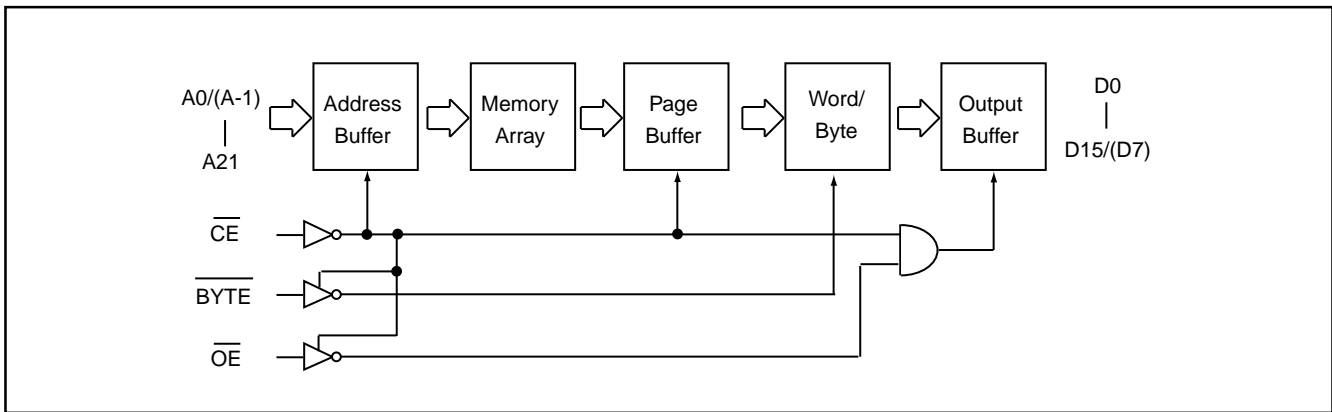 A0/(A-1)
A21
Address
Buffer
Memory
Array
Page
Buffer
Word/
Byte
Output
Buffer
D0
D15/(D7)
CE
BYTE
OE